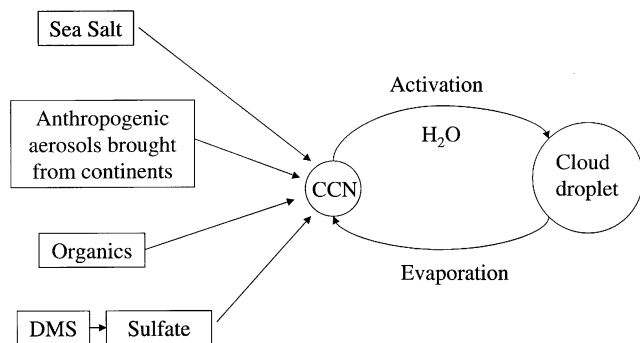 Sea Salt
Anthropogenic
aerosols brought
from continents
Organics
DMS
Sulfate
CCN
Activation
H₂O
Cloud
droplet
Evaporation